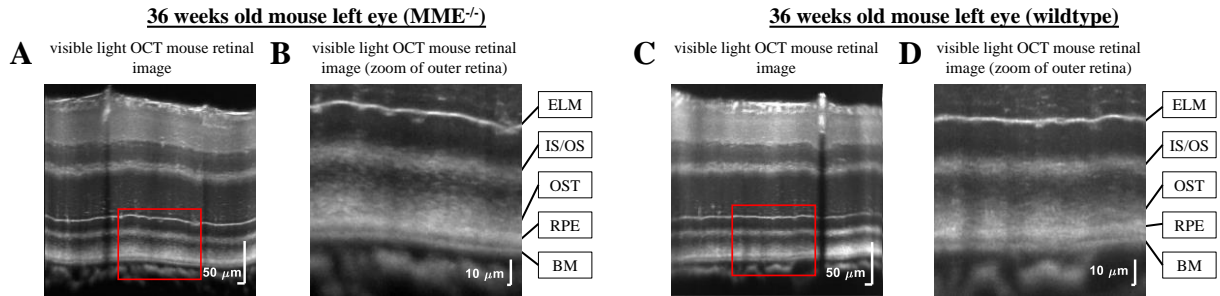 36 weeks old mouse left eye (MME-/-)
36 weeks old mouse left eye (wildtype)
A
visible light OCT mouse retinal
image
B
visible light OCT mouse retinal
image (zoom of outer retina)
C
visible light OCT mouse retinal
image
D
visible light OCT mouse retinal
image (zoom of outer retina)
50 μm
10 μm
ELM
IS/OS
OST
RPE
BM
50 μm
10 μm
ELM
IS/OS
OST
RPE
BM